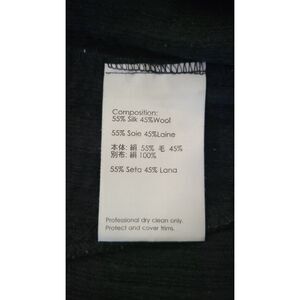 Composition:
55% Silk 45%Wool
55% Soie 45%Laine
本体: 絹 55% 毛 45%
別布: 絹 100%
55% Seta 45% Lana
Professional dry clean only.
Protect and cover trims.